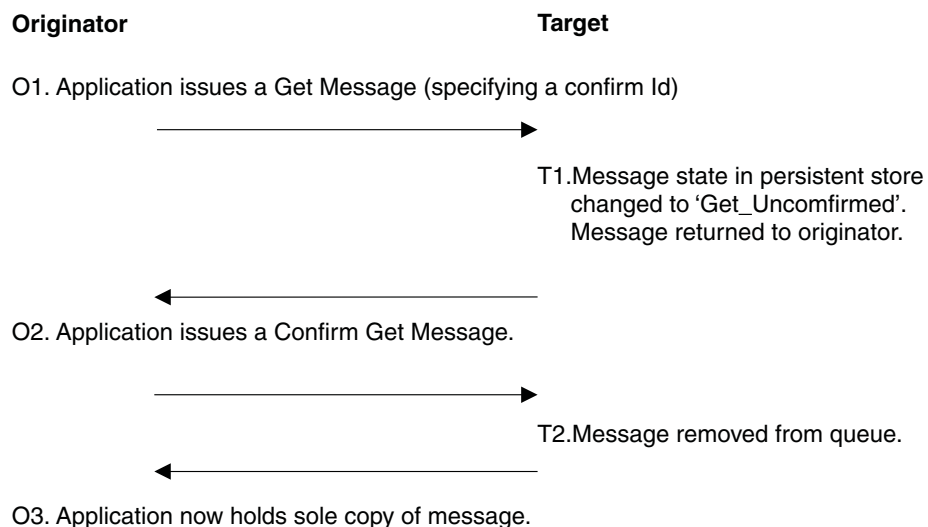 Originator
Target
O1. Application issues a Get Message (specifying a confirm Id)
T1.Message state in persistent store
changed to ‘Get_Uncomfirmed’.
Message returned to originator.
O2. Application issues a Confirm Get Message.
T2.Message removed from queue.
O3. Application now holds sole copy of message.